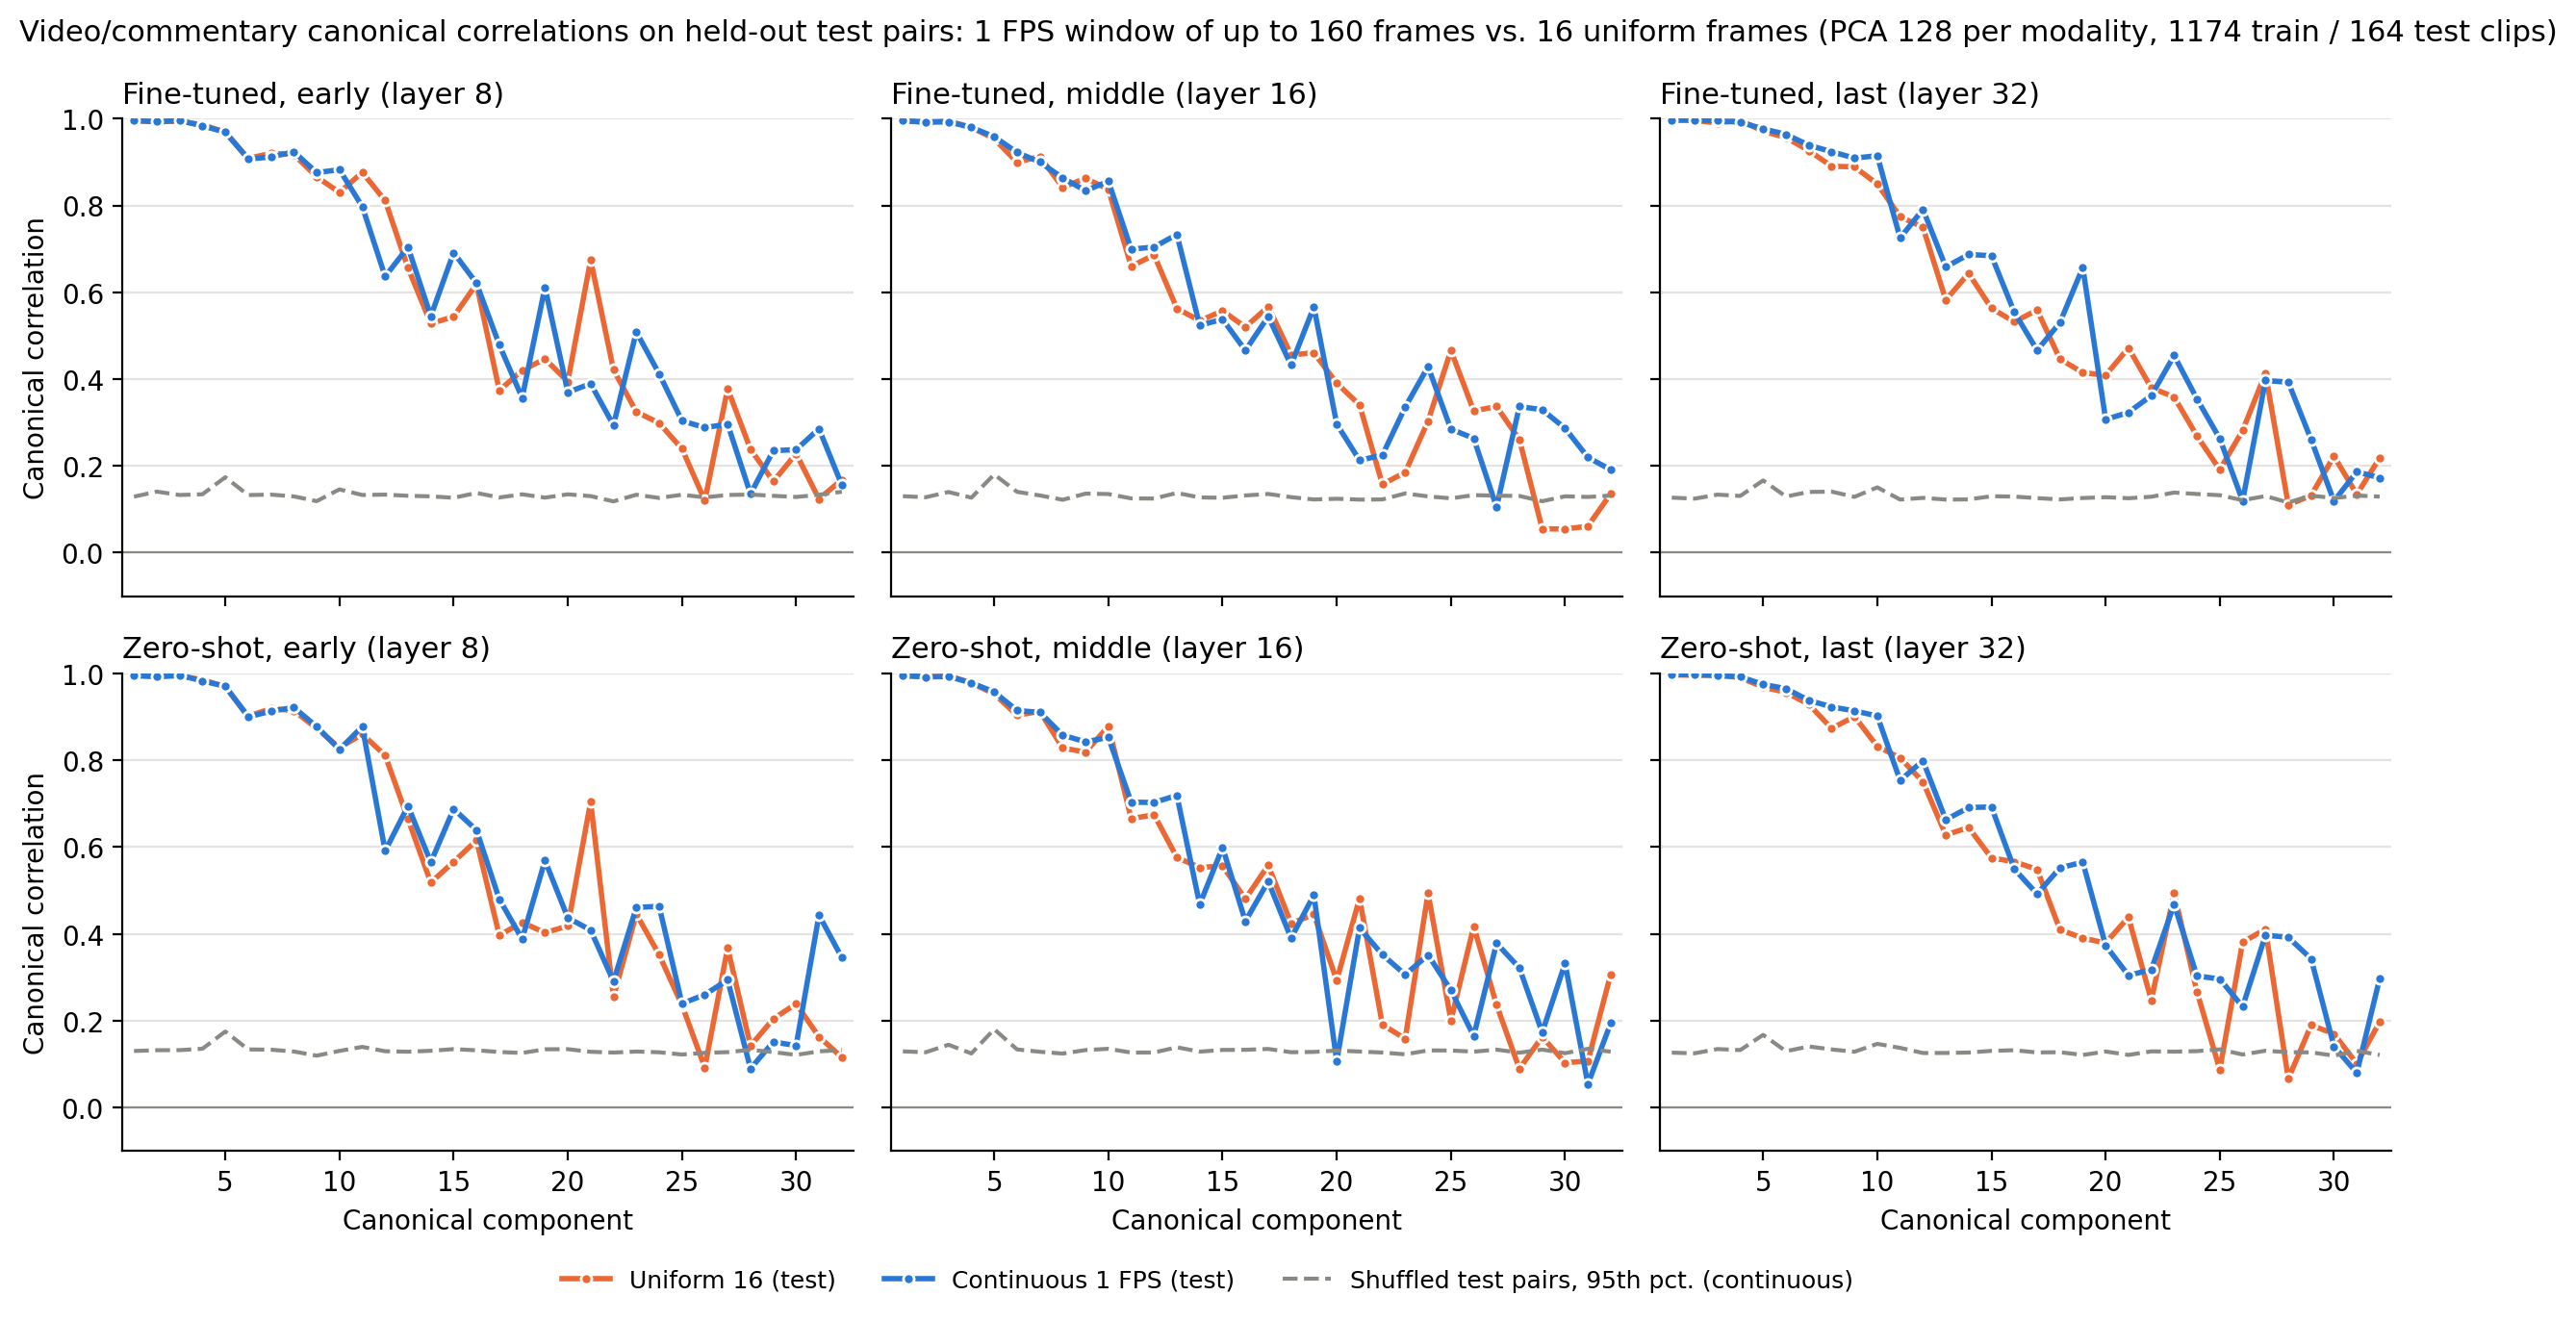 Video/commentary canonical correlations on held-out test pairs: 1 FPS window of up to 160 frames vs. 16 uniform frames (PCA 128 per modality, 1174 train / 164 test clips)
Fine-tuned, early (layer 8)
Fine-tuned, middle (layer 16)
Fine-tuned, last (layer 32)
Canonical correlation
1.0
0.8
0.6
0.4
0.2
0.0
Zero-shot, early (layer 8)
Zero-shot, middle (layer 16)
Zero-shot, last (layer 32)
Canonical correlation
1.0
0.8
0.6
0.4
0.2
0.0
5 10 15 20 25 30
5 10 15 20 25 30
5 10 15 20 25 30
Canonical component
Canonical component
Canonical component
Uniform 16 (test)
Continuous 1 FPS (test)
Shuffled test pairs, 95th pct. (continuous)